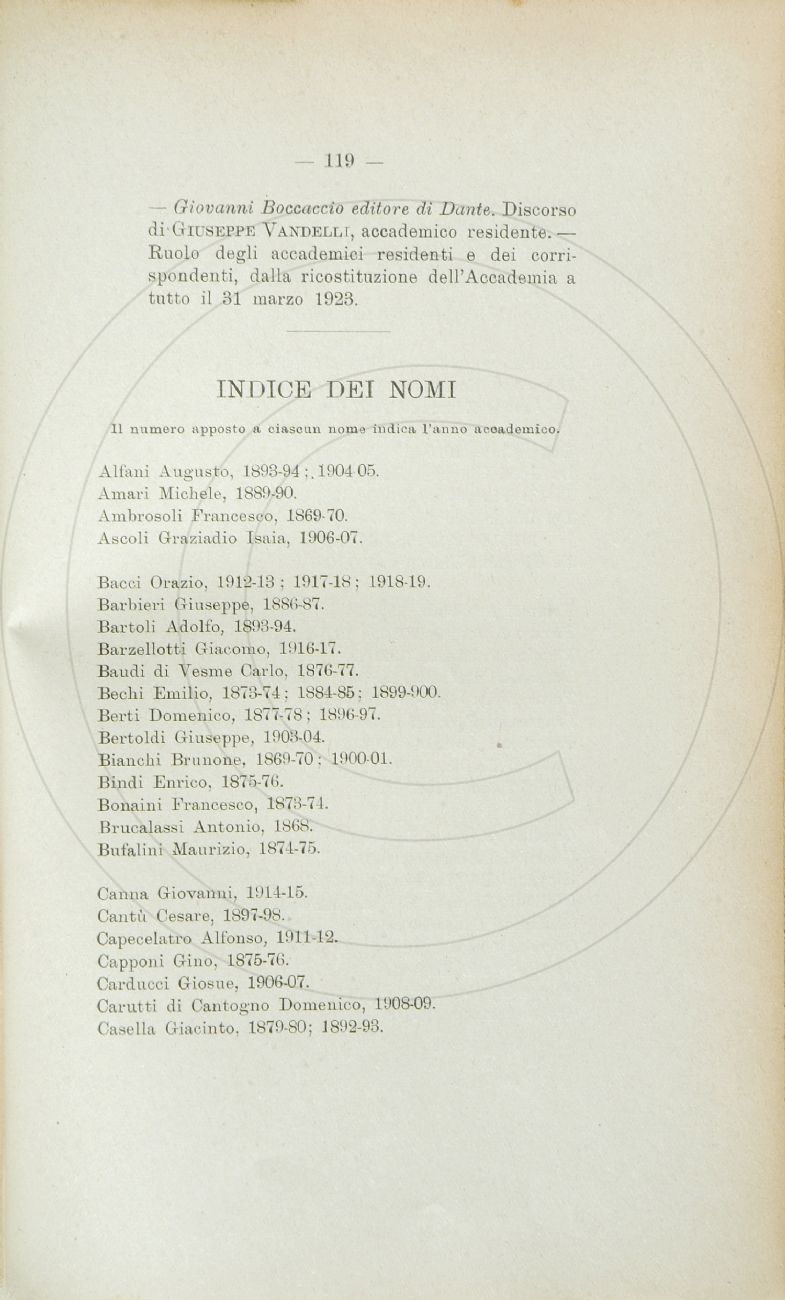 — 119 —
— Giovanni Boccaccio editore di Dante. Discorso
di GIUSEPPE VANDELLI, accademico residente. —
Ruolo degli accademici residenti e dei corri-
spondenti, dalla ricostituzione dell'Accademia a
tutto il 31 marzo 1923.
INDICE DEI NOMI
Il numero apposto a ciascun nome indica l'anno accademico.
Alfani Augusto, 1893-94 ; 1904-05.
Amari Michele, 1889-90.
Ambrosoli Francesco, 1869-70.
Ascoli Graziadio Isaia, 1906-07.
Bacci Orazio, 1912-13 ; 1917-18 ; 1918-19.
Barbieri Giuseppe, 1886-87.
Bartoli Adolfo, 1893-94.
Barzellotti Giacomo, 1916-17.
Baudi di Vesme Carlo, 1876-77.
Bechi Emilio, 1873-74 ; 1884-85 ; 1899-900.
Berti Domenico, 1877-78 ; 1896-97.
Bertoldi Giuseppe, 1903-04.
Bianchi Brunone, 1869-70 ; 1900-01.
Bindi Enrico, 1875-76.
Bonaini Francesco, 1873-74.
Brucalassi Antonio, 1868.
Bufalini Maurizio, 1874-75.
Canna Giovanni, 1914-15.
Cantù Cesare, 1897-98.
Capecelatro Alfonso, 1911-12.
Capponi Gino, 1875-76.
Carducci Giosue, 1906-07.
Carutti di Cantogno Domenico, 1908-09.
Casella Giacinto, 1879-80; 1892-93.